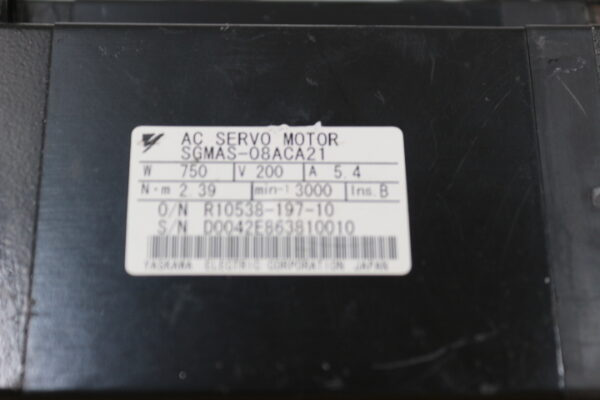 AC SERVO MOTOR
SGMAS-08ACA21
W 750 V 200 A 5.4
N·m 2.39 min-1 3000 Ins.B
O/N R10538-197-10
S/N D0042E863810010
YASKAWA ELECTRIC CORPORATION JAPAN